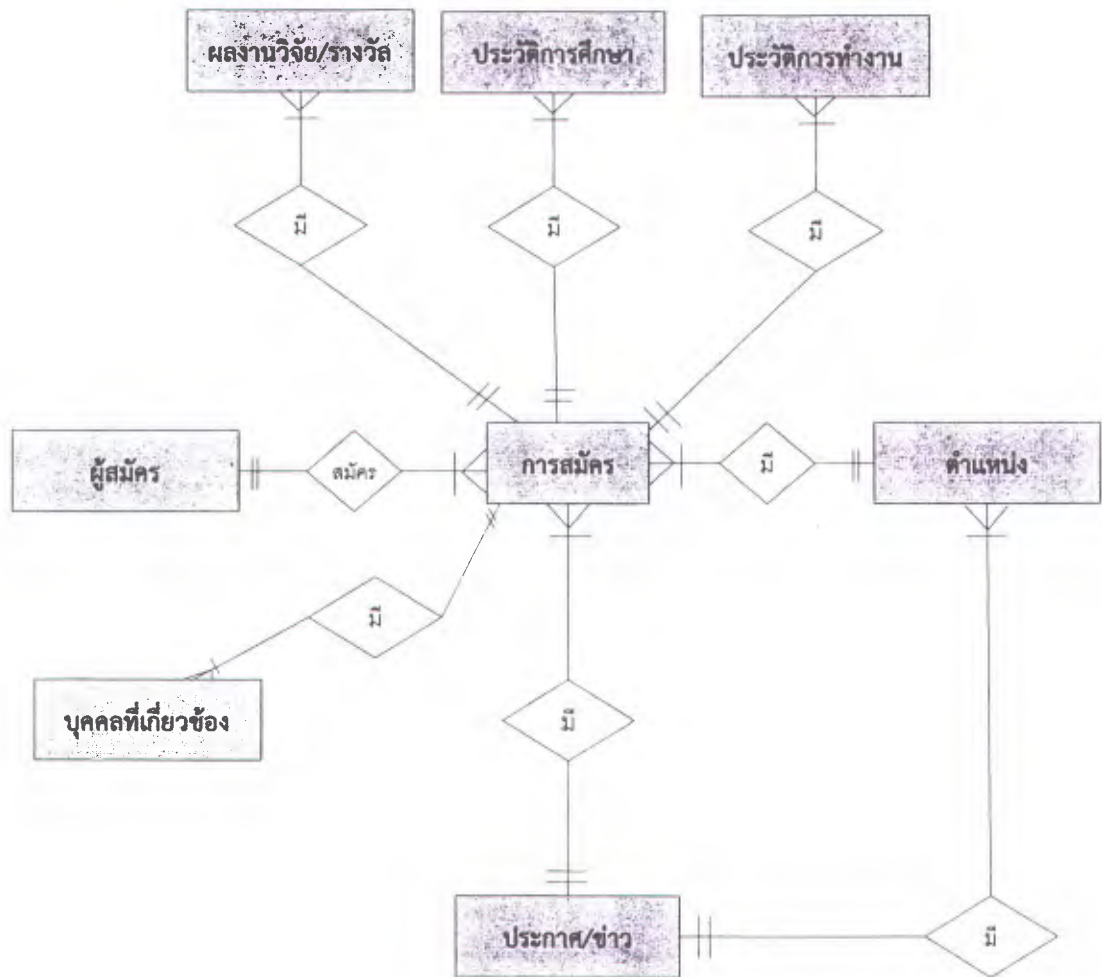 ผลงานวิจัย/รางวัล
ประวัติการศึกษา
ประวัติการทำงาน
มี
มี
มี
ผู้สมัคร
สมัคร
การสมัคร
มี
ตำแหน่ง
มี
บุคคลที่เกี่ยวข้อง
มี
ประกาศ/ข่าว
มี